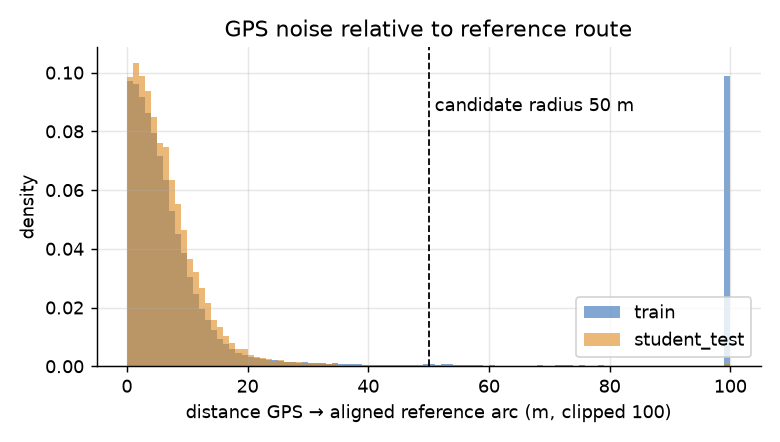 GPS noise relative to reference route
density
0.10
0.08
0.06
0.04
0.02
0.00
candidate radius 50 m
train
student_test
0 20 40 60 80 100
distance GPS → aligned reference arc (m, clipped 100)